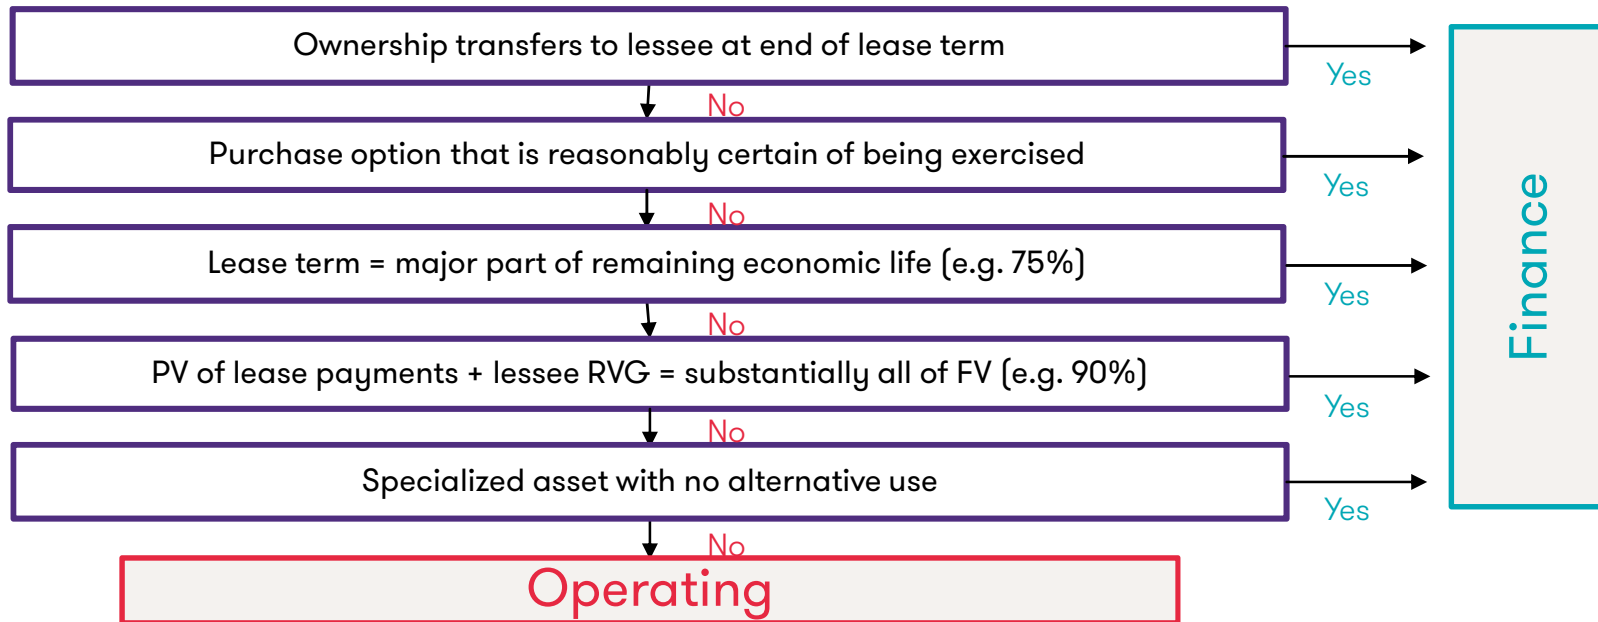 Ownership transfers to lessee at end of lease term
Yes
No
Purchase option that is reasonably certain of being exercised
Yes
No
Lease term = major part of remaining economic life (e.g. 75%)
Yes
No
PV of lease payments + lessee RVG = substantially all of FV (e.g. 90%)
Yes
No
Specialized asset with no alternative use
Yes
No
Operating
Finance